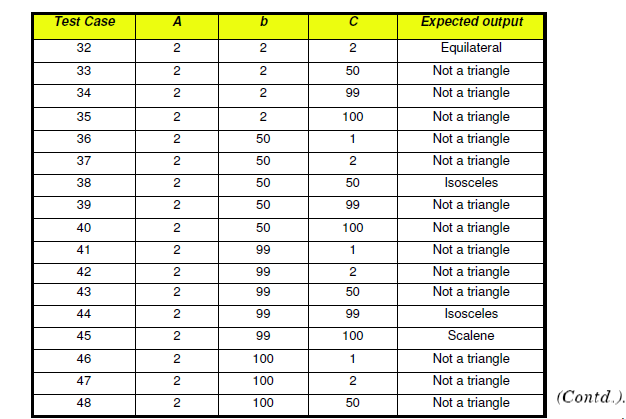 Test Case A b C Expected output
32 2 2 2 Equilateral
33 2 2 50 Not a triangle
34 2 2 99 Not a triangle
35 2 2 100 Not a triangle
36 2 50 1 Not a triangle
37 2 50 2 Not a triangle
38 2 50 50 Isosceles
39 2 50 99 Not a triangle
40 2 50 100 Not a triangle
41 2 99 1 Not a triangle
42 2 99 2 Not a triangle
43 2 99 50 Not a triangle
44 2 99 99 Isosceles
45 2 99 100 Scalene
46 2 100 1 Not a triangle
47 2 100 2 Not a triangle
48 2 100 50 Not a triangle
(Contd.).